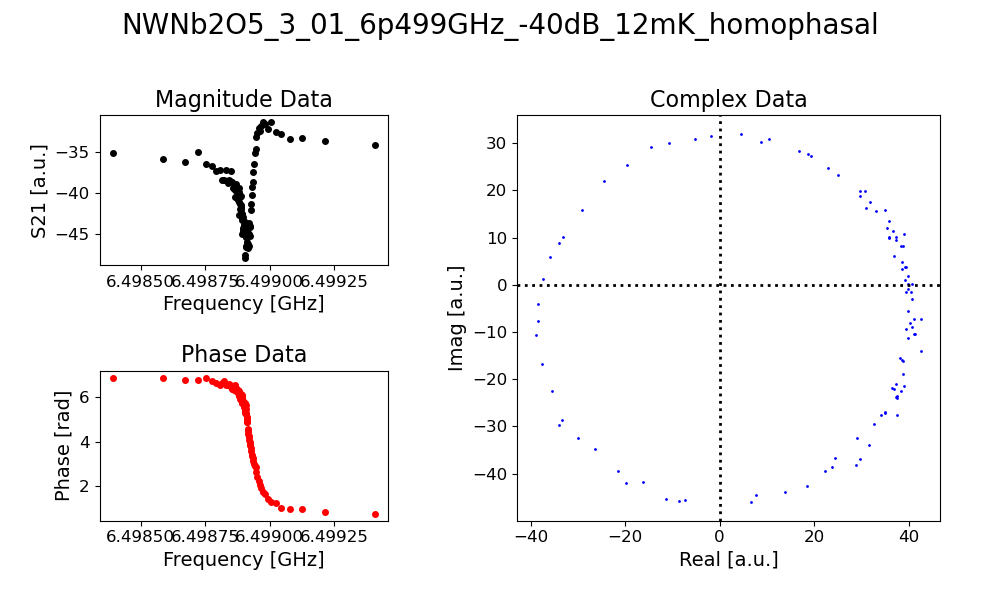 NWNb2O5_3_01_6p499GHz_-40dB_12mK_homophasal
Magnitude Data
S21 [a.u.]
−35
−40
−45
6.49850 6.49875 6.49900 6.49925
Frequency [GHz]
Phase Data
Phase [rad]
6
4
2
6.49850 6.49875 6.49900 6.49925
Frequency [GHz]
Complex Data
Imag [a.u.]
30
20
10
0
−10
−20
−30
−40
−40 −20 0 20 40
Real [a.u.]